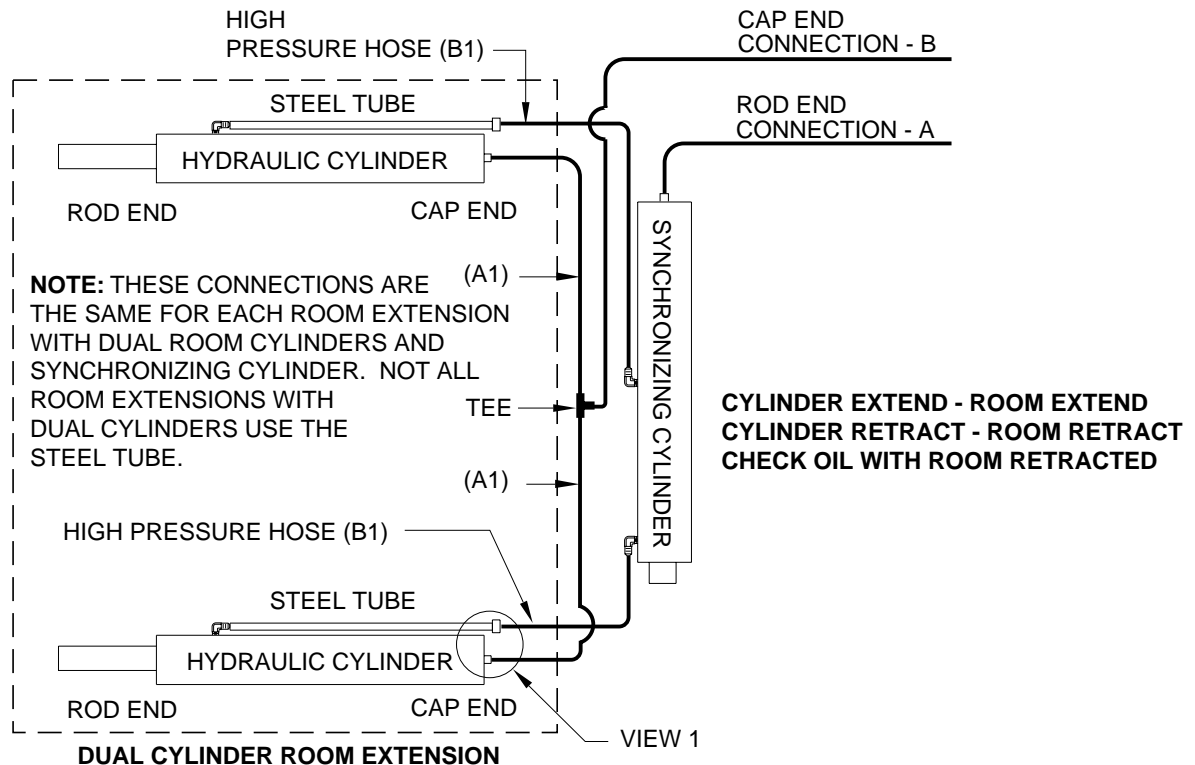 HIGH
PRESSURE HOSE (B1)
CAP END
CONNECTION - B
STEEL TUBE
ROD END
CONNECTION - A
HYDRAULIC CYLINDER
ROD END
CAP END
NOTE: THESE CONNECTIONS ARE
THE SAME FOR EACH ROOM EXTENSION
WITH DUAL ROOM CYLINDERS AND
SYNCHRONIZING CYLINDER. NOT ALL
ROOM EXTENSIONS WITH
DUAL CYLINDERS USE THE
STEEL TUBE.
(A1)
TEE
(A1)
SYNCHRONIZING CYLINDER
CYLINDER EXTEND - ROOM EXTEND
CYLINDER RETRACT - ROOM RETRACT
CHECK OIL WITH ROOM RETRACTED
HIGH PRESSURE HOSE (B1)
STEEL TUBE
HYDRAULIC CYLINDER
ROD END
CAP END
VIEW 1
DUAL CYLINDER ROOM EXTENSION